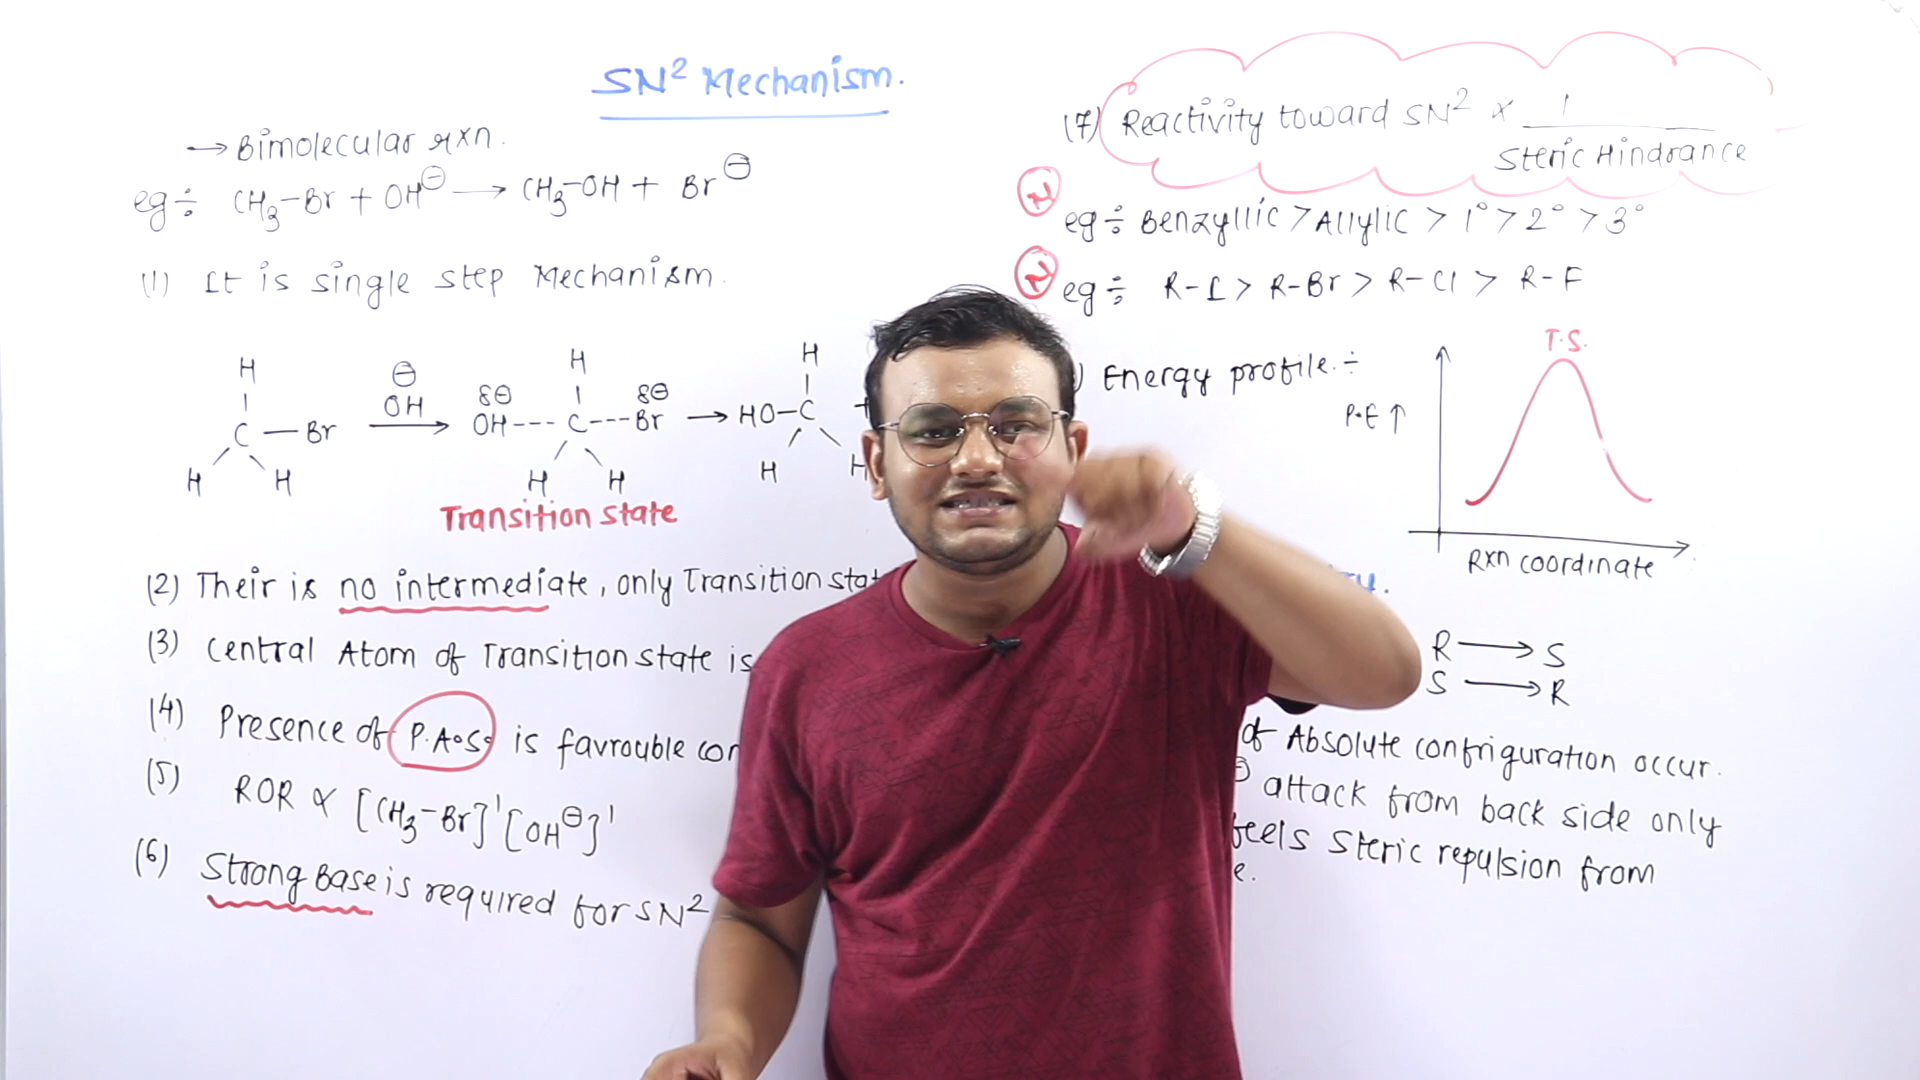 SN² Mechanism.
→ Bimolecular rxn.
eg÷ CH₃–Br + OH⊖ → CH₃–OH + Br⊖
(1) It is single step Mechanism.
H
C — Br
H H
⊖
OH
→
H
δ⊖ δ⊖
OH --- C --- Br
H H
→ HO–C +
H
H H
Transition state
(2) Their is no intermediate, only Transition
(3) Central Atom of Transition state is
(4) Presence of P.A.S. is favrouble
(5) ROR ∝ [CH₃–Br]' [OH⊖]'
(6) Strong Base is required for SN²
(7) Reactivity toward SN² ∝ 1
Steric Hindrance
N
eg÷ Benzyllic > Allylic > 1° > 2° > 3°
N
eg÷ R–I > R–Br > R–Cl > R–F
) Energy profile.÷
T.S.
P.E ↑
Rxn coordinate
R → S
S → R
of Absolute configuration occur.
attack from back side only
feels Steric repulsion from
e.